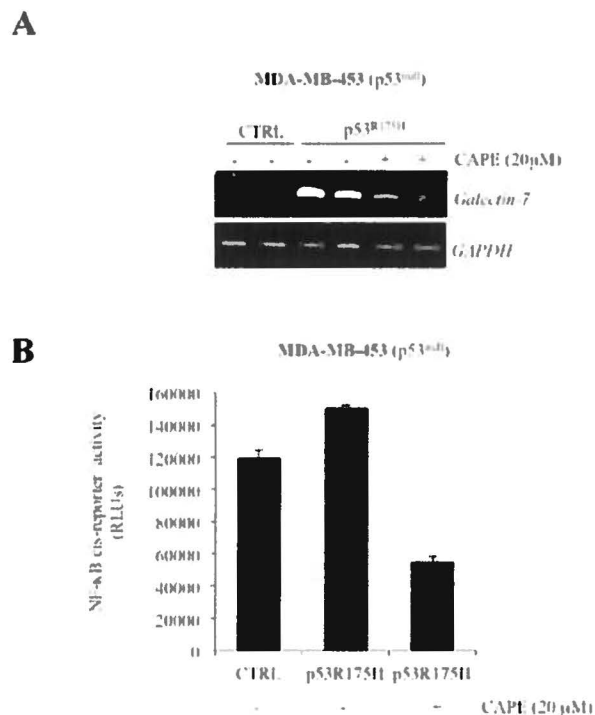 A
MDA-MB-453 (p53null)
CTRL p53R175H
- - - - + + CAPE (20µM)
Galectin-7
GAPDH
B
MDA-MB-453 (p53null)
NF-κB cis-reporter activity
(RLUs)
160000
140000
120000
100000
80000
60000
40000
20000
0
CTRL p53R175H p53R175H
- - + CAPE (20 µM)